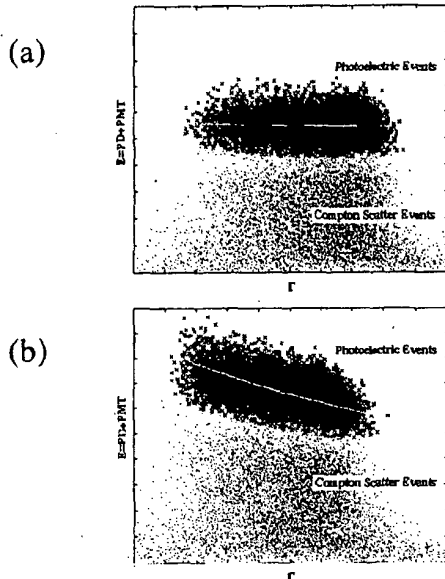 (a)
Photoelectric Events
E=PD+PMT
Compton Scatter Events
Γ
(b)
Photoelectric Events
E=PD+PMT
Compton Scatter Events
Γ